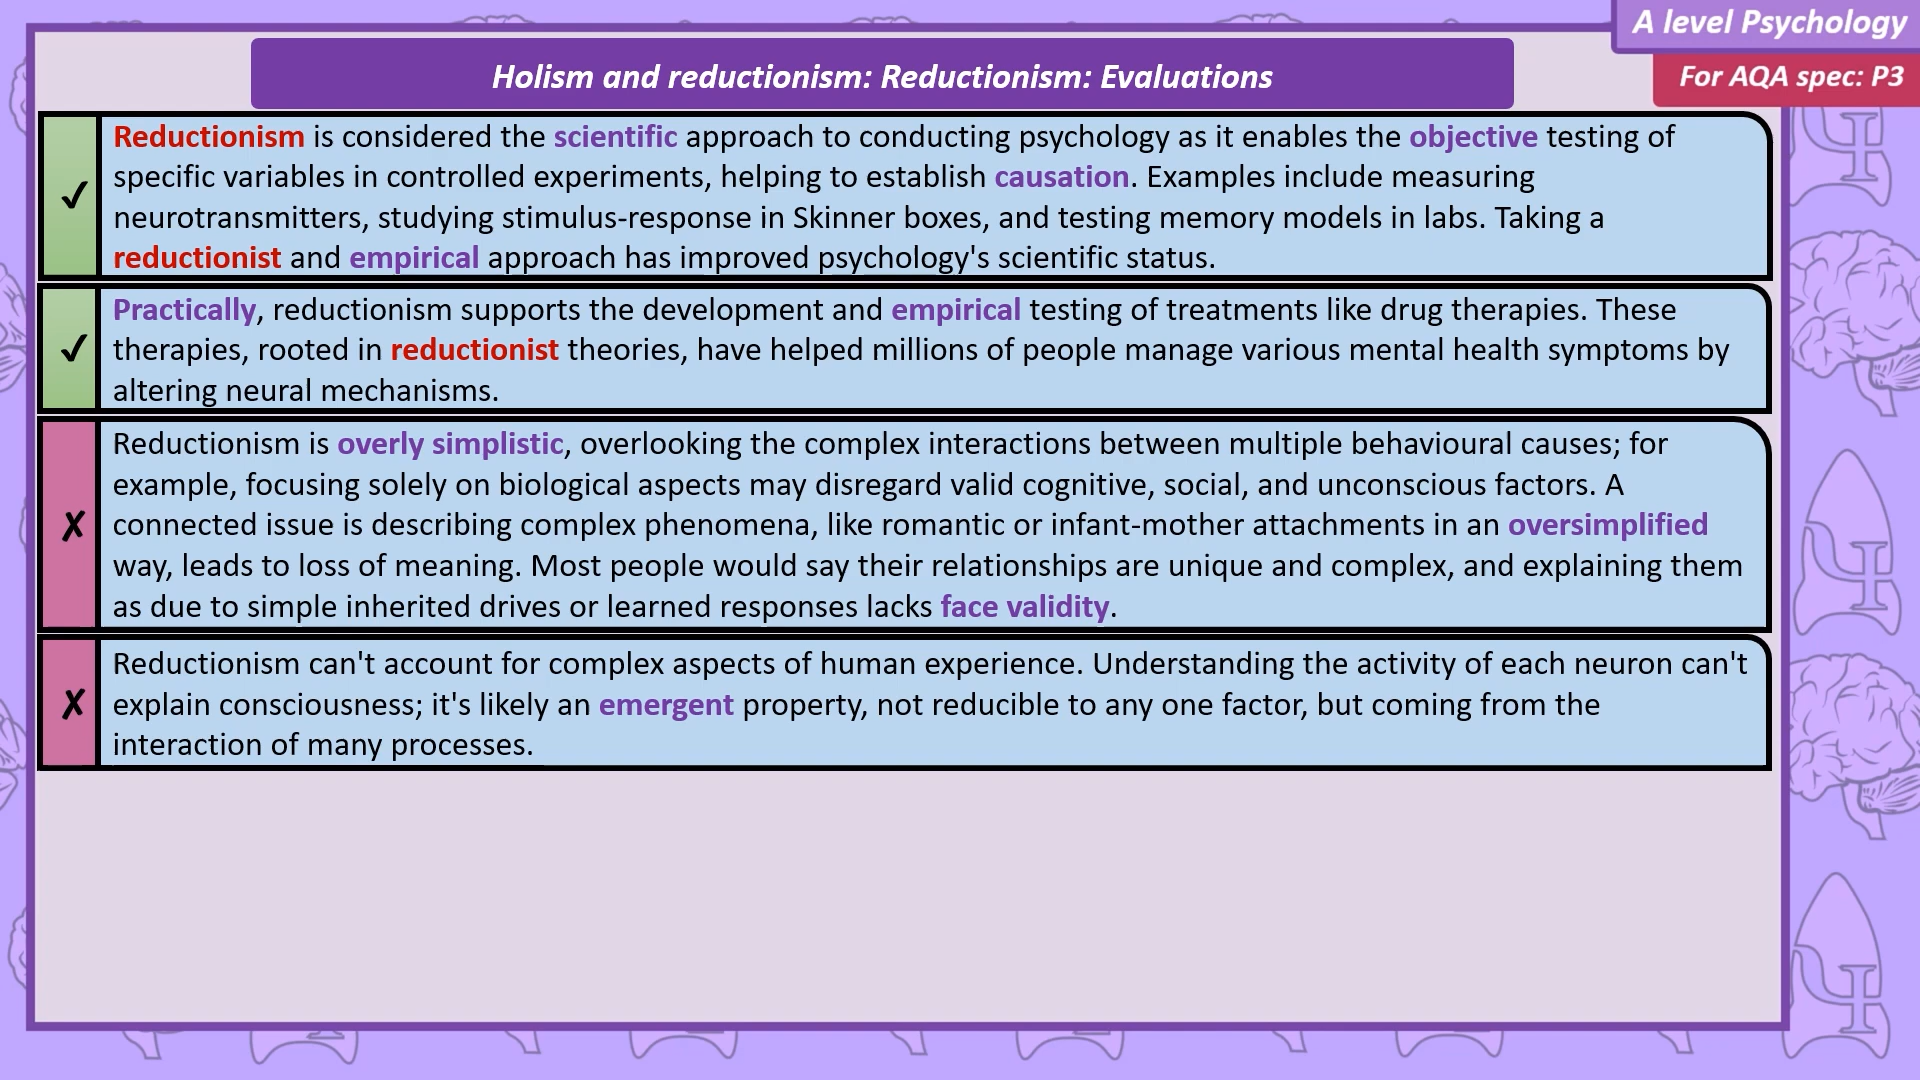 A level Psychology
For AQA spec: P3
Holism and reductionism: Reductionism: Evaluations
✓
Reductionism is considered the scientific approach to conducting psychology as it enables the objective testing of
specific variables in controlled experiments, helping to establish causation. Examples include measuring
neurotransmitters, studying stimulus-response in Skinner boxes, and testing memory models in labs. Taking a
reductionist and empirical approach has improved psychology's scientific status.
✓
Practically, reductionism supports the development and empirical testing of treatments like drug therapies. These
therapies, rooted in reductionist theories, have helped millions of people manage various mental health symptoms by
altering neural mechanisms.
✗
Reductionism is overly simplistic, overlooking the complex interactions between multiple behavioural causes; for
example, focusing solely on biological aspects may disregard valid cognitive, social, and unconscious factors. A
connected issue is describing complex phenomena, like romantic or infant-mother attachments in an oversimplified
way, leads to loss of meaning. Most people would say their relationships are unique and complex, and explaining them
as due to simple inherited drives or learned responses lacks face validity.
✗
Reductionism can't account for complex aspects of human experience. Understanding the activity of each neuron can't
explain consciousness; it's likely an emergent property, not reducible to any one factor, but coming from the
interaction of many processes.